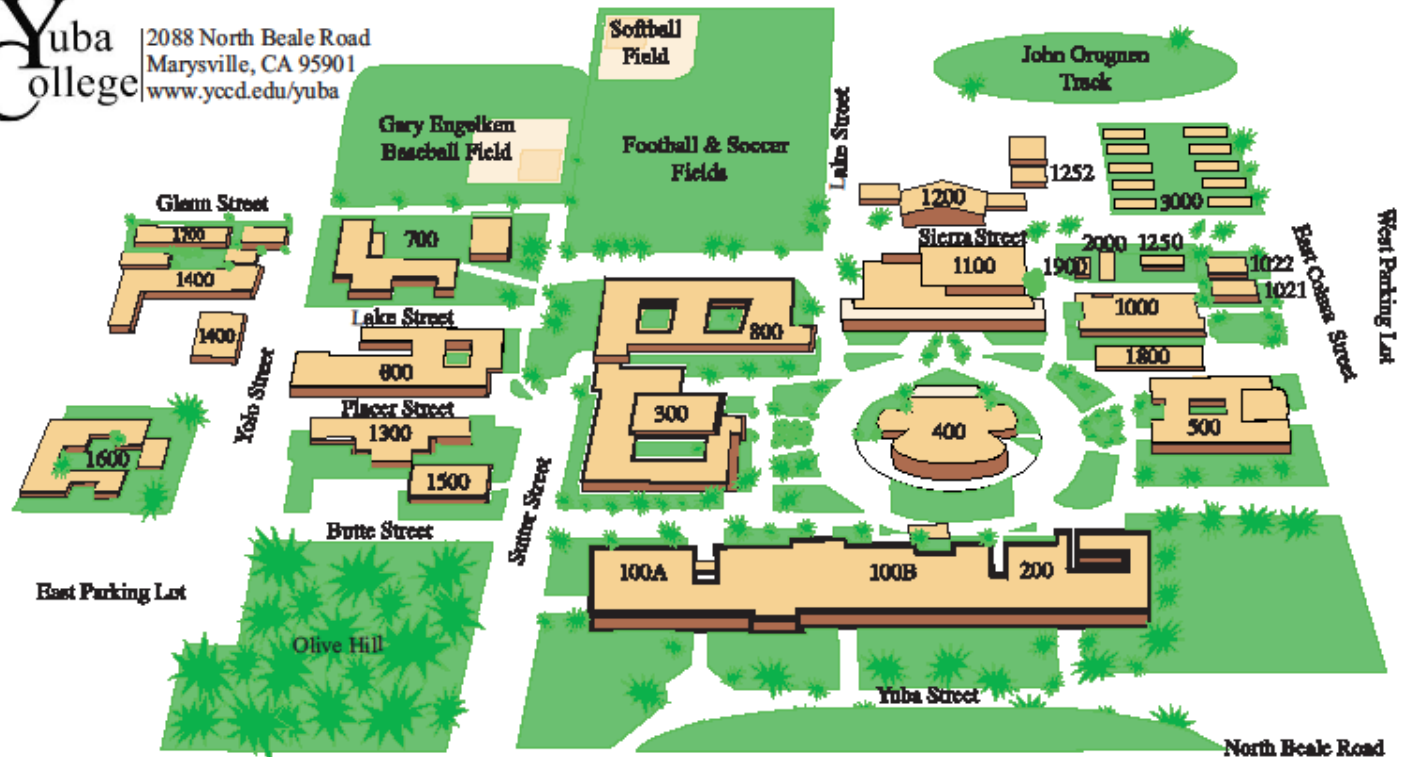 Yuba College
2088 North Beale Road
Marysville, CA 95901
www.yccd.edu/yuba
Softball
Field
John Orugnen
Track
Gary Engelken
Baseball Field
Football & Soccer
Fields
Lake Street
1252
1200
3000
Glenn Street
1700
700
Sierra Street
2000
1250
East Colusa Street
West Parking Lot
1400
1100
1900
1022
1021
1000
Lake Street
1400
800
1800
600
Yolo Street
Placer Street
1300
300
400
500
1600
1500
Sutter Street
Butte Street
100A
100B
200
East Parking Lot
Olive Hill
Yuba Street
North Beale Road